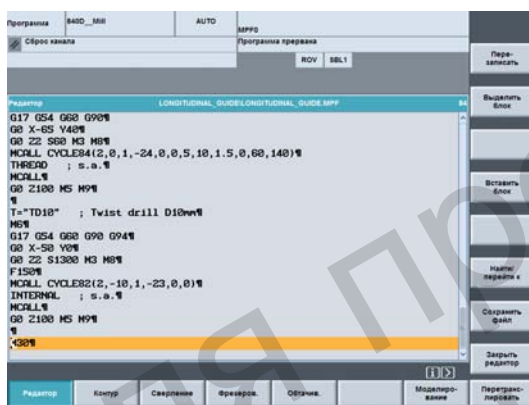 Программа
840D__Mill
AUTO
MPF0
Сброс канала
Программа прервана
ROV SBL1
Редактор LONGITUDINAL_GUIDE\LONGITUDINAL_GUIDE.MPF 84
G17 G54 G60 G90¶
G0 X-65 Y40¶
G0 Z2 S60 M3 M8¶
MCALL CYCLE84(2,0,1,-24,0,0,5,10,1.5,0,60,140)¶
THREAD ; s.a.¶
MCALL¶
G0 Z100 M5 M9¶
¶
T="TD10" ; Twist drill D10mm¶
M6¶
G17 G54 G60 G90 G94¶
G0 X-50 Y0¶
G0 Z2 S1300 M3 M8¶
F150¶
MCALL CYCLE82(2,-10,1,-23,0,0)¶
INTERNAL ; s.a.¶
MCALL¶
G0 Z100 M5 M9¶
¶
M30¶
Пере-
записать
Выделить
блок
Вставить
блок
Найти/
перейти к
Сохранить
файл
Закрыть
редактор
Редактор Контур Сверление Фрезеров. Обтачив.
Моделиро-
вание
Перетранс-
лировать
ля пр